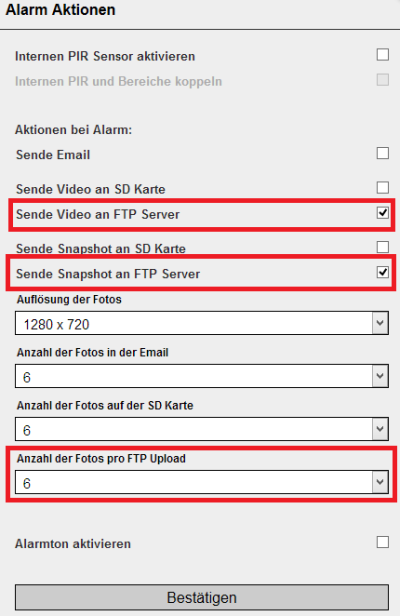 Alarm Aktionen
Internen PIR Sensor aktivieren
Internen PIR und Bereiche koppeln
Aktionen bei Alarm:
Sende Email
Sende Video an SD Karte
Sende Video an FTP Server
Sende Snapshot an SD Karte
Sende Snapshot an FTP Server
Auflösung der Fotos
1280 x 720
Anzahl der Fotos in der Email
6
Anzahl der Fotos auf der SD Karte
6
Anzahl der Fotos pro FTP Upload
6
Alarmton aktivieren
Bestätigen